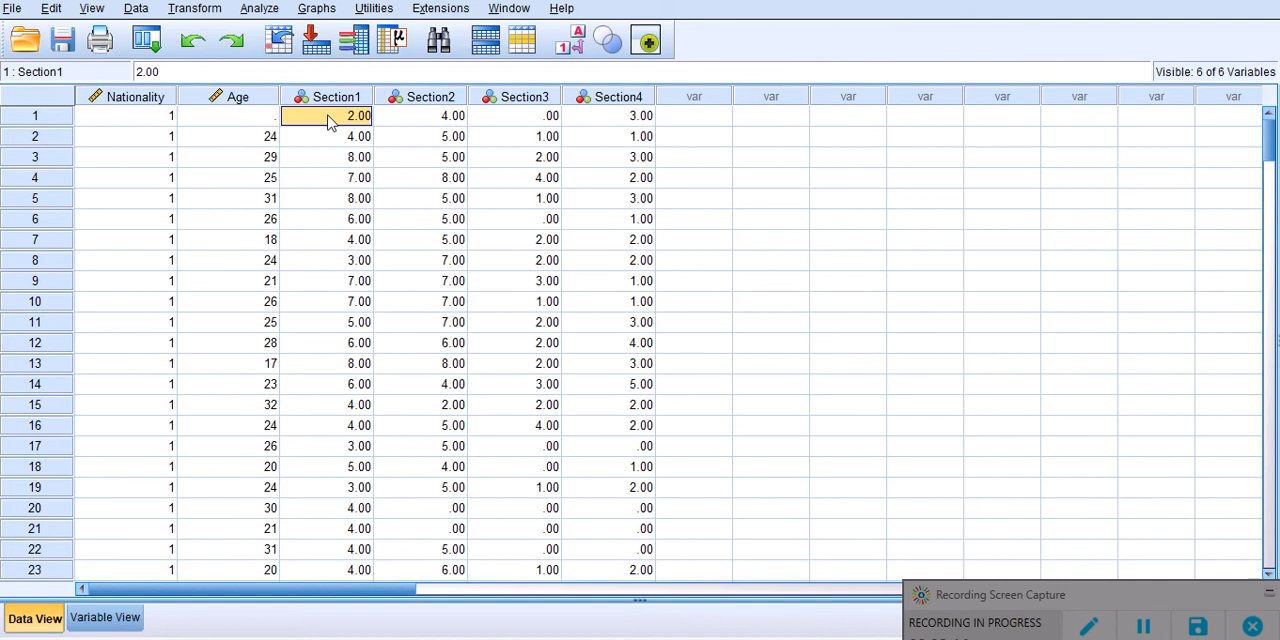 File Edit View Data Transform Analyze Graphs Utilities Extensions Window Help
1 : Section1 2.00 Visible: 6 of 6 Variables
Nationality Age Section1 Section2 Section3 Section4 var var var var var var var var
1 1 . 2.00 4.00 .00 3.00
2 1 24 4.00 5.00 1.00 1.00
3 1 29 8.00 5.00 2.00 3.00
4 1 25 7.00 8.00 4.00 2.00
5 1 31 8.00 5.00 1.00 3.00
6 1 26 6.00 5.00 .00 1.00
7 1 18 4.00 5.00 2.00 2.00
8 1 24 3.00 7.00 2.00 2.00
9 1 21 7.00 7.00 3.00 1.00
10 1 26 7.00 7.00 1.00 1.00
11 1 25 5.00 7.00 2.00 3.00
12 1 28 6.00 6.00 2.00 4.00
13 1 17 8.00 8.00 2.00 3.00
14 1 23 6.00 4.00 3.00 5.00
15 1 32 4.00 2.00 2.00 2.00
16 1 24 4.00 5.00 4.00 2.00
17 1 26 3.00 5.00 .00 .00
18 1 20 5.00 4.00 .00 1.00
19 1 24 3.00 5.00 1.00 2.00
20 1 30 4.00 .00 .00 .00
21 1 21 4.00 .00 .00 .00
22 1 31 4.00 5.00 .00 .00
23 1 20 4.00 6.00 1.00 2.00
Data View Variable View
Recording Screen Capture
RECORDING IN PROGRESS